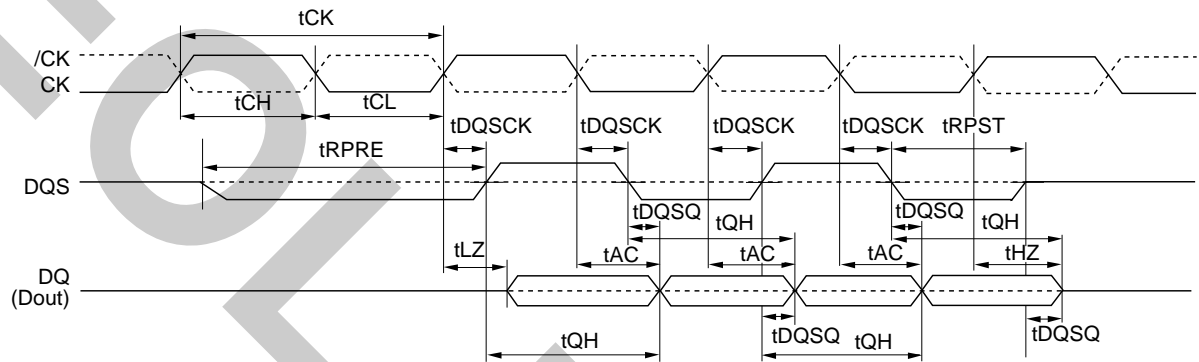 tCK
/CK
CK
tCH tCL
tDQSCK tDQSCK tDQSCK tDQSCK tRPST
tRPRE
DQS
tDQSQ tQH tDQSQ tQH
tLZ tAC tAC tAC tHZ
DQ
(Dout)
tQH tDQSQ tQH tDQSQ